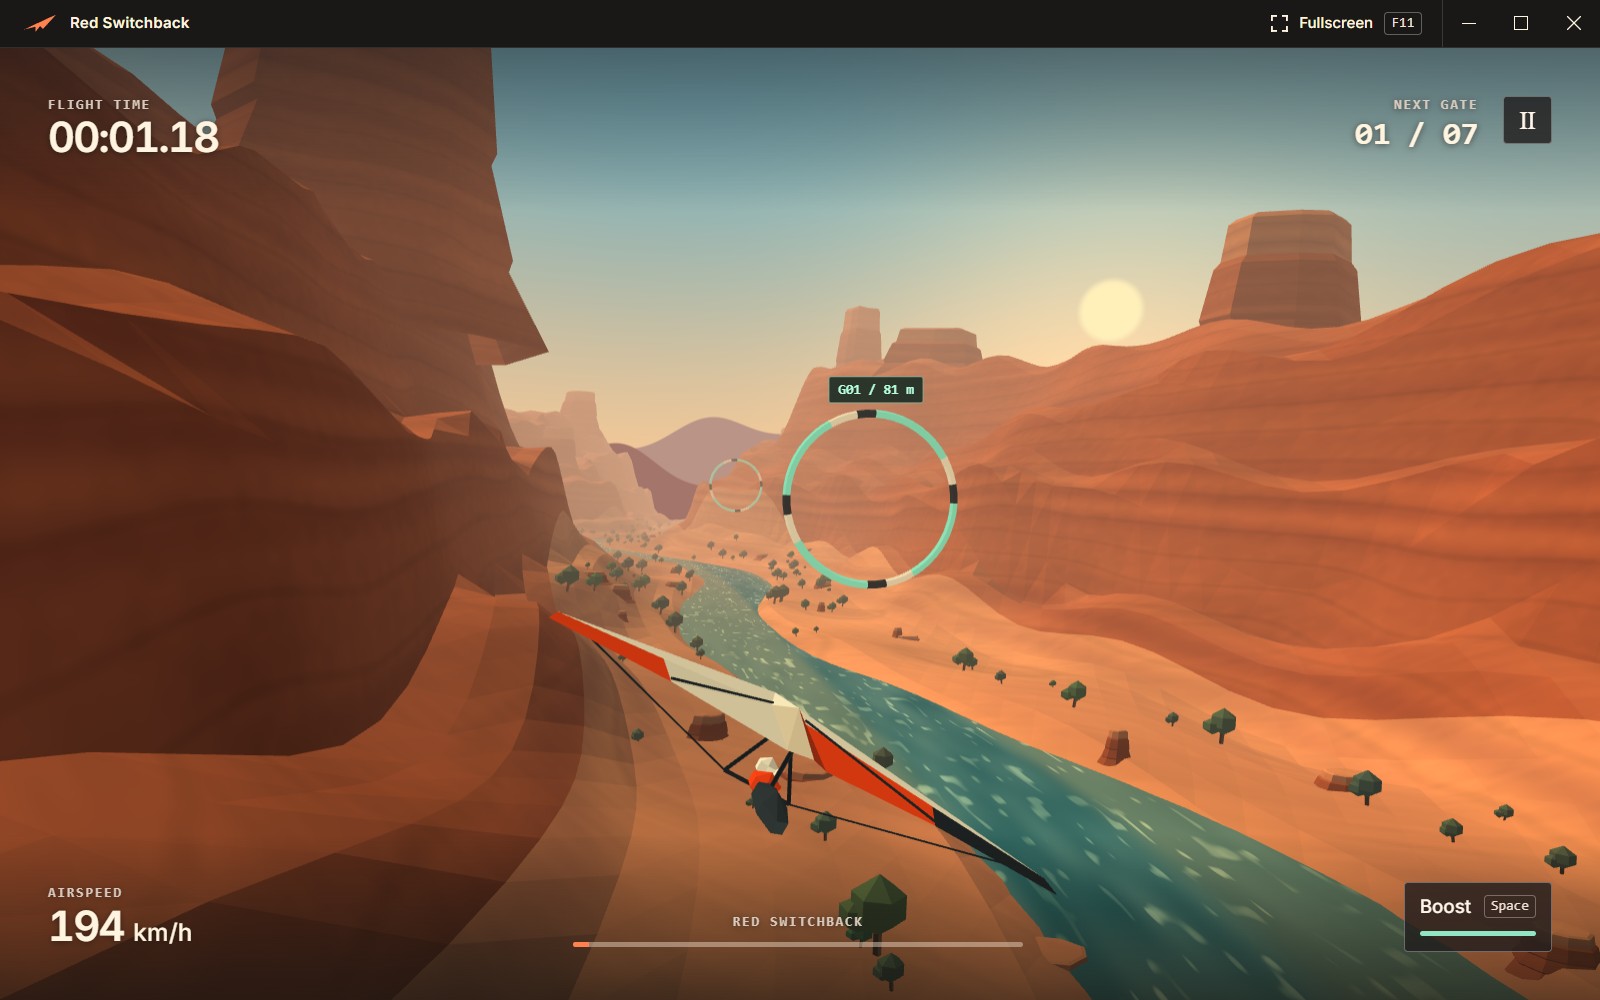 Red Switchback
Fullscreen F11
FLIGHT TIME
00:01.18
NEXT GATE
01 / 07
G01 / 81 m
AIRSPEED
194 km/h
RED SWITCHBACK
Boost Space